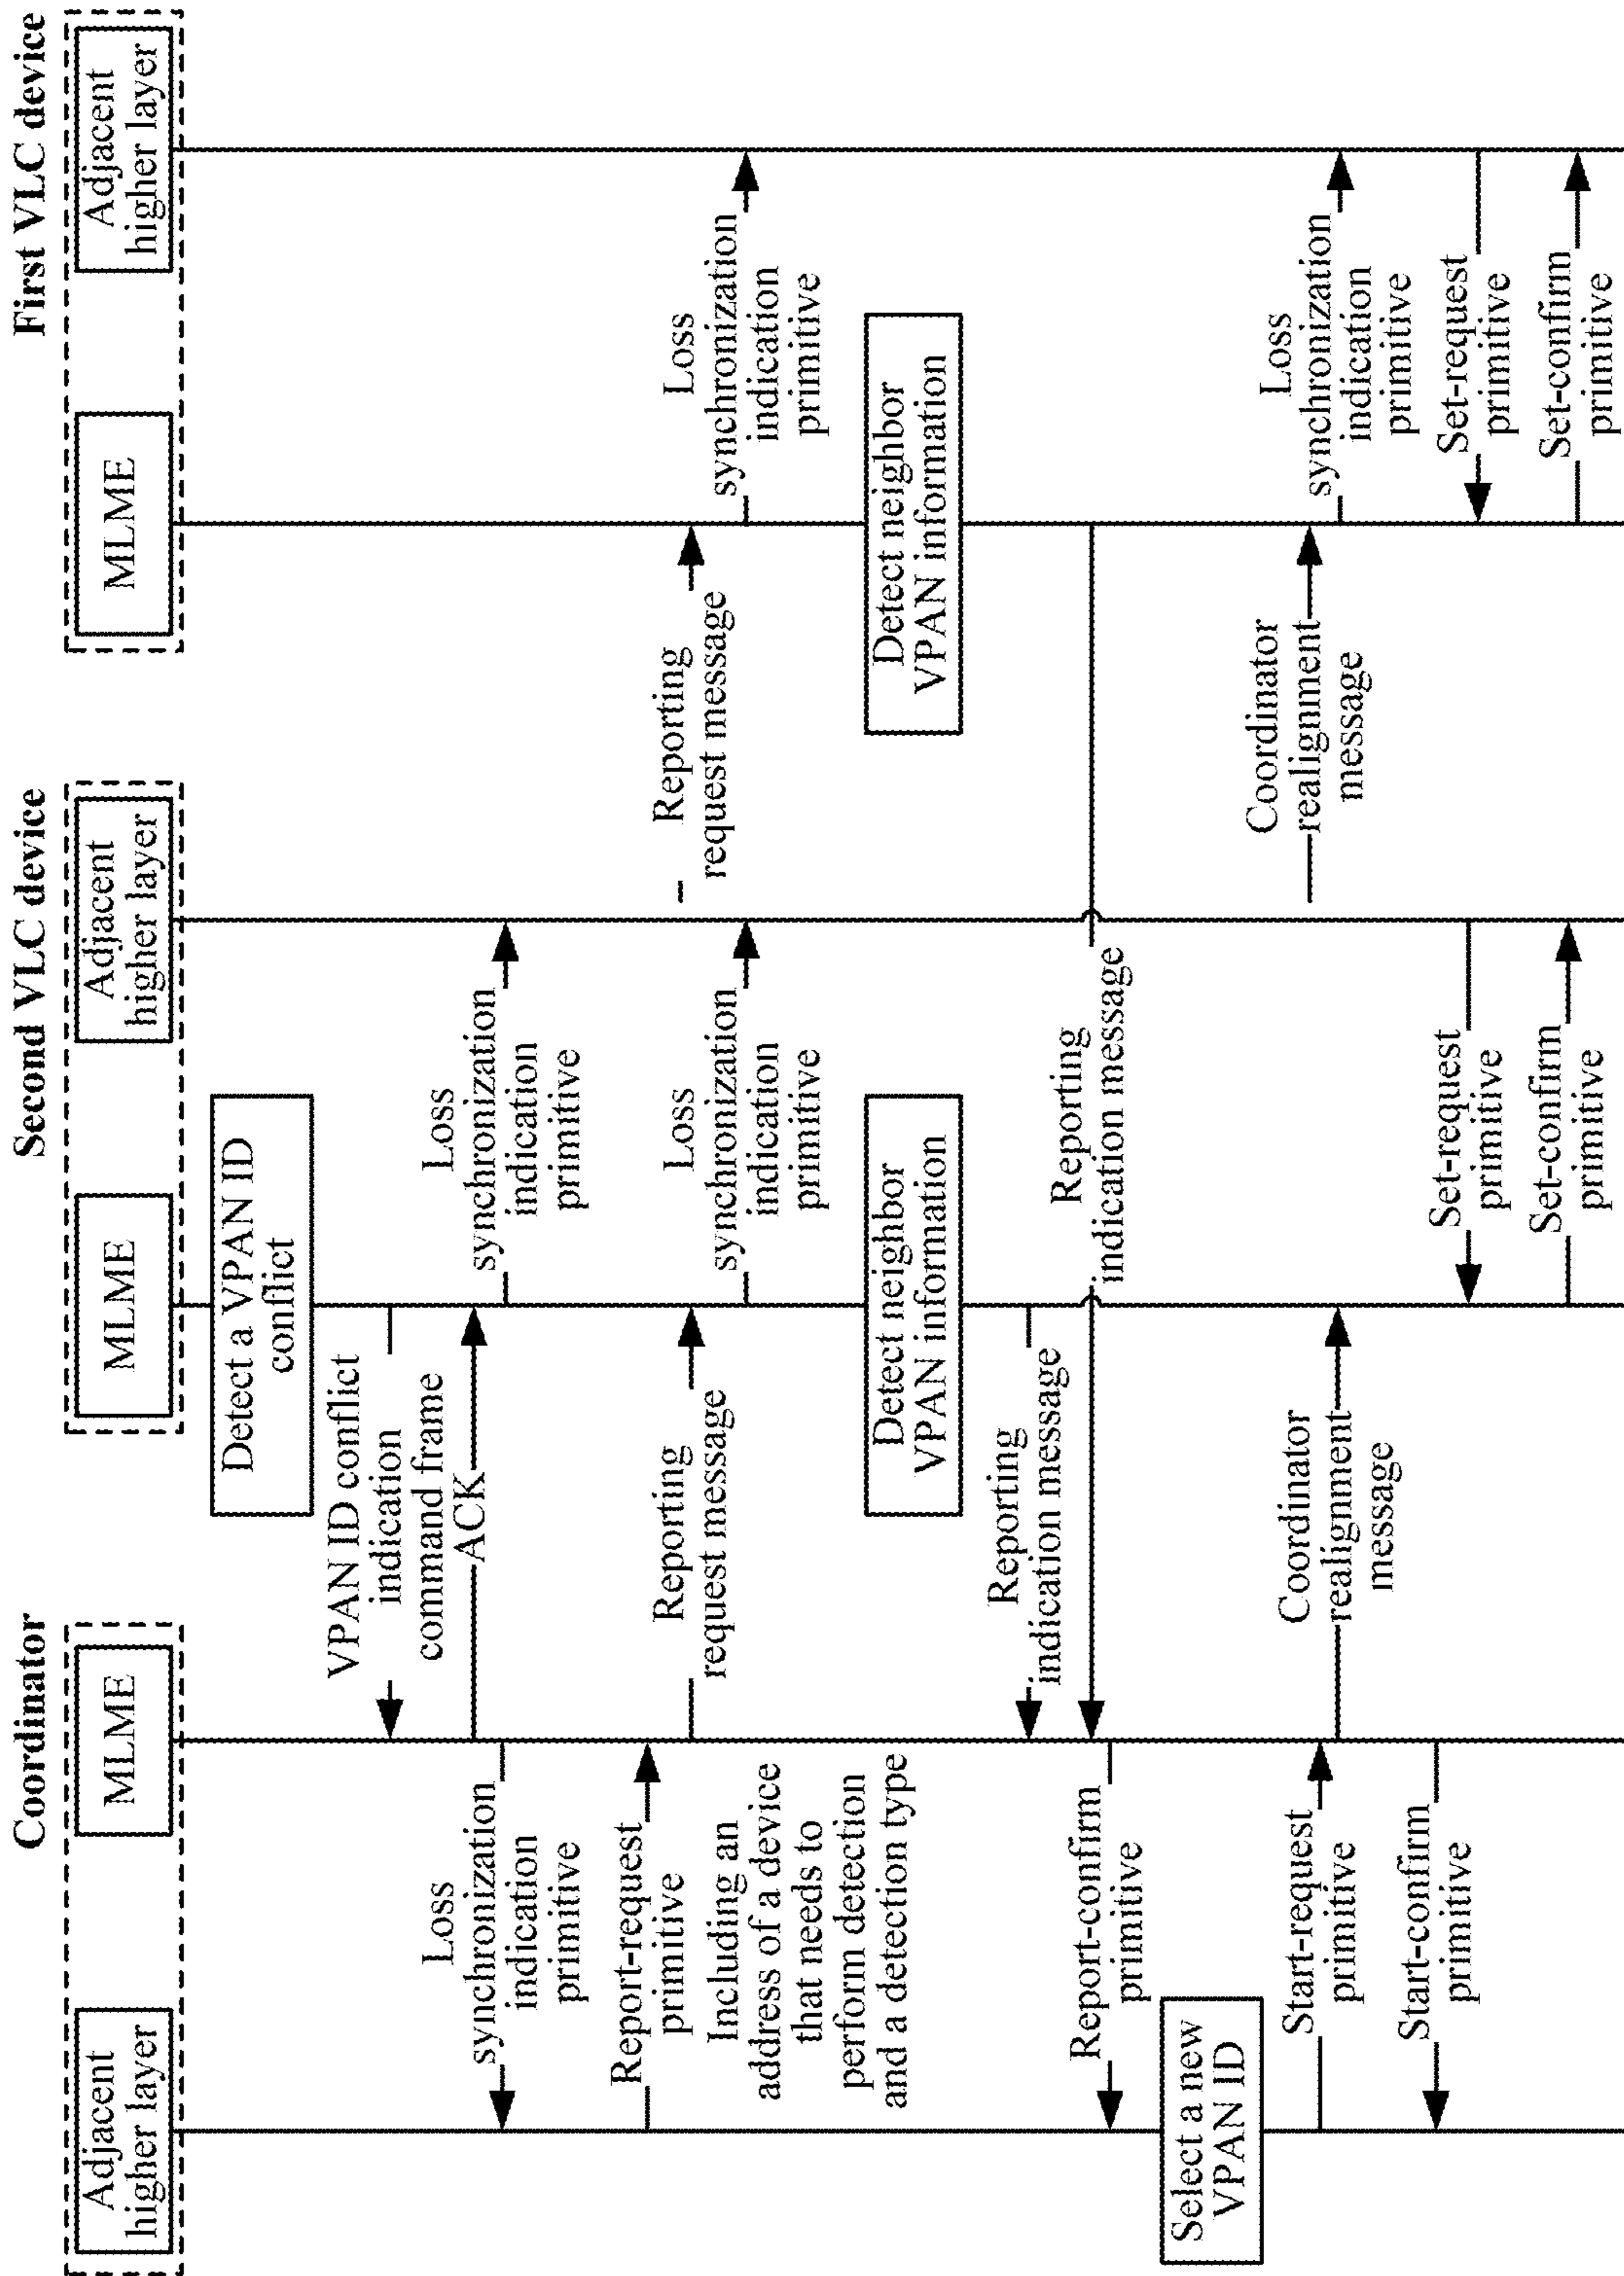 Coordinator
Second VLC device
First VLC device
Adjacent
higher layer
MLME
MLME
Adjacent
higher layer
MLME
Adjacent
higher layer
Detect a VPAN ID
conflict
VPAN ID conflict
indication
command frame
ACK
Loss
synchronization
indication
primitive
Loss
synchronization
indication
primitive
Report-request
primitive
Including an
address of a device
that needs to
perform detection
and a detection type
Reporting
request message
Reporting
request message
Loss
synchronization
indication
primitive
Loss
synchronization
indication
primitive
Detect neighbor
VPAN information
Detect neighbor
VPAN information
Reporting
indication message
Reporting
indication message
Report-confirm
primitive
Select a new
VPAN ID
Start-request
primitive
Coordinator
realignment
message
Coordinator
realignment
message
Loss
synchronization
indication
primitive
Start-confirm
primitive
Set-request
primitive
Set-request
primitive
Set-confirm
primitive
Set-confirm
primitive